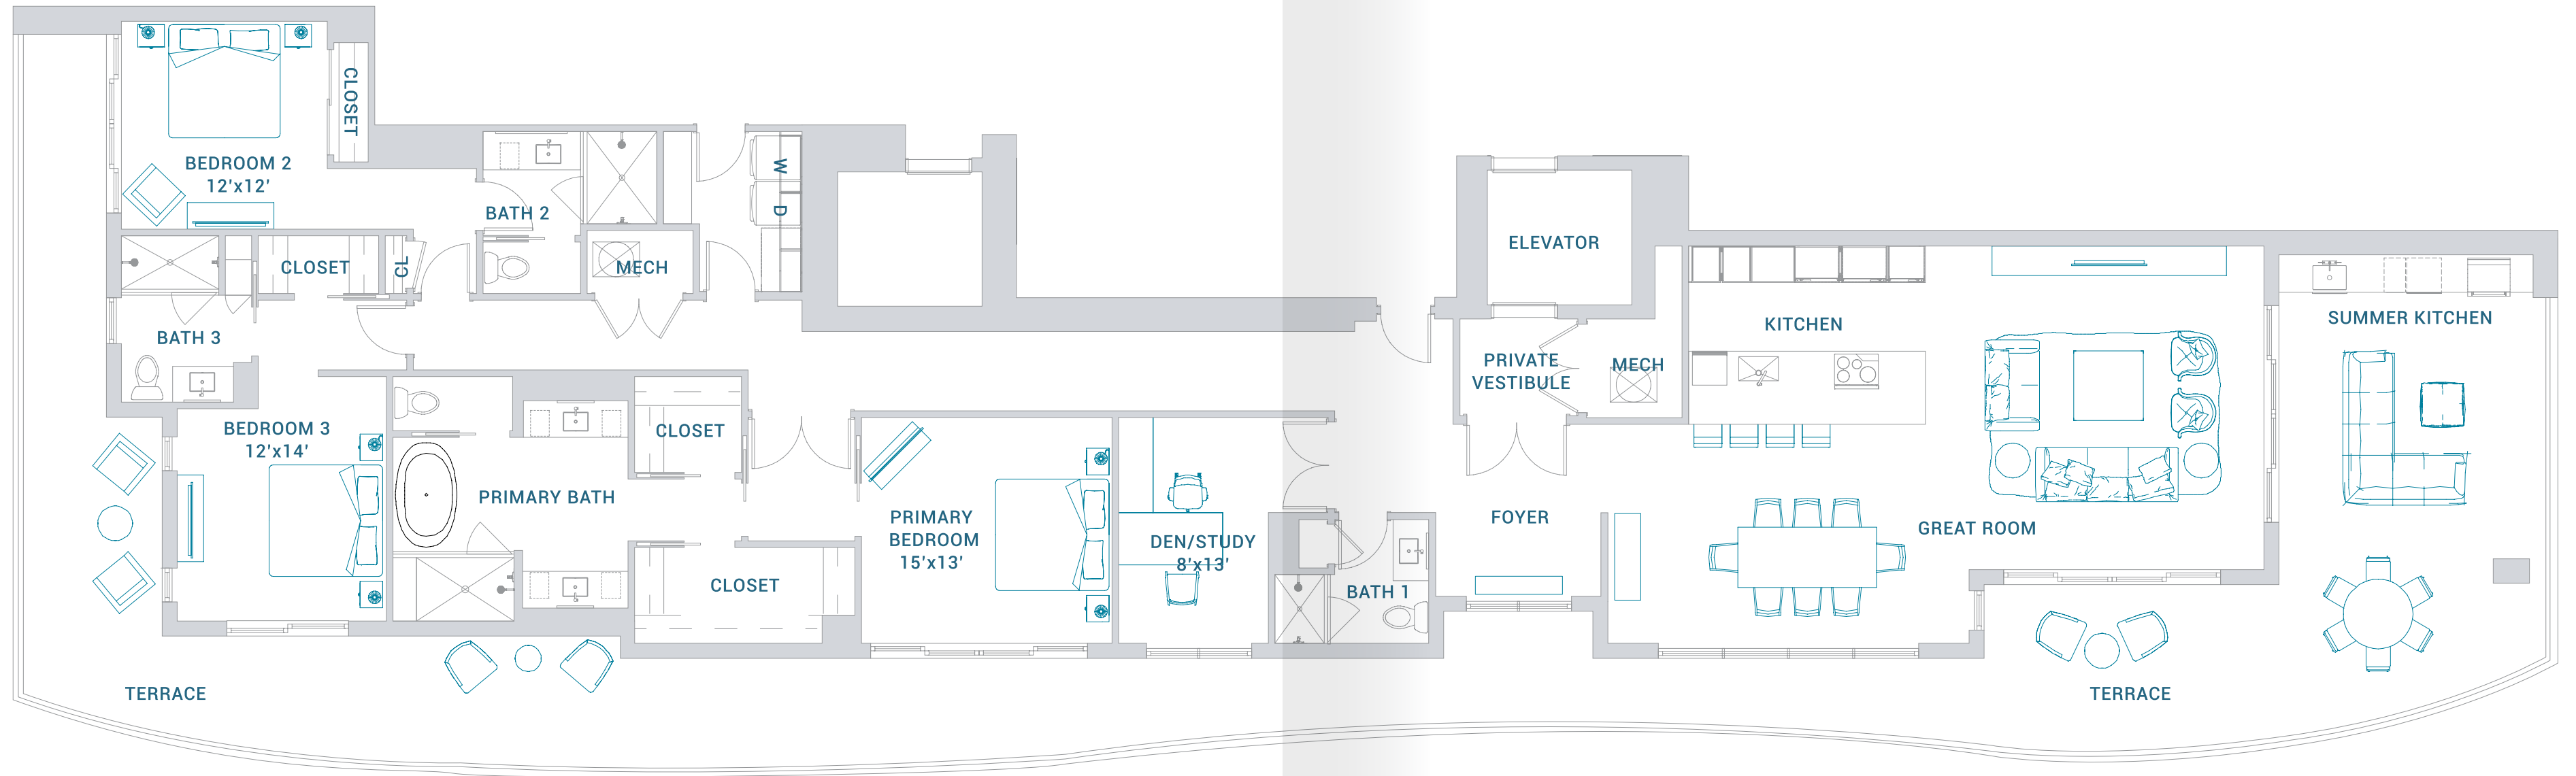 CLOSET
BEDROOM 2
12'x12'
BATH 2
W
D
CLOSET
CL
MECH
BATH 3
BEDROOM 3
12'x14'
CLOSET
PRIMARY BATH
CLOSET
PRIMARY
BEDROOM
15'x13'
DEN/STUDY
8'x13'
BATH 1
ELEVATOR
PRIVATE
VESTIBULE
MECH
FOYER
KITCHEN
GREAT ROOM
SUMMER KITCHEN
TERRACE
TERRACE